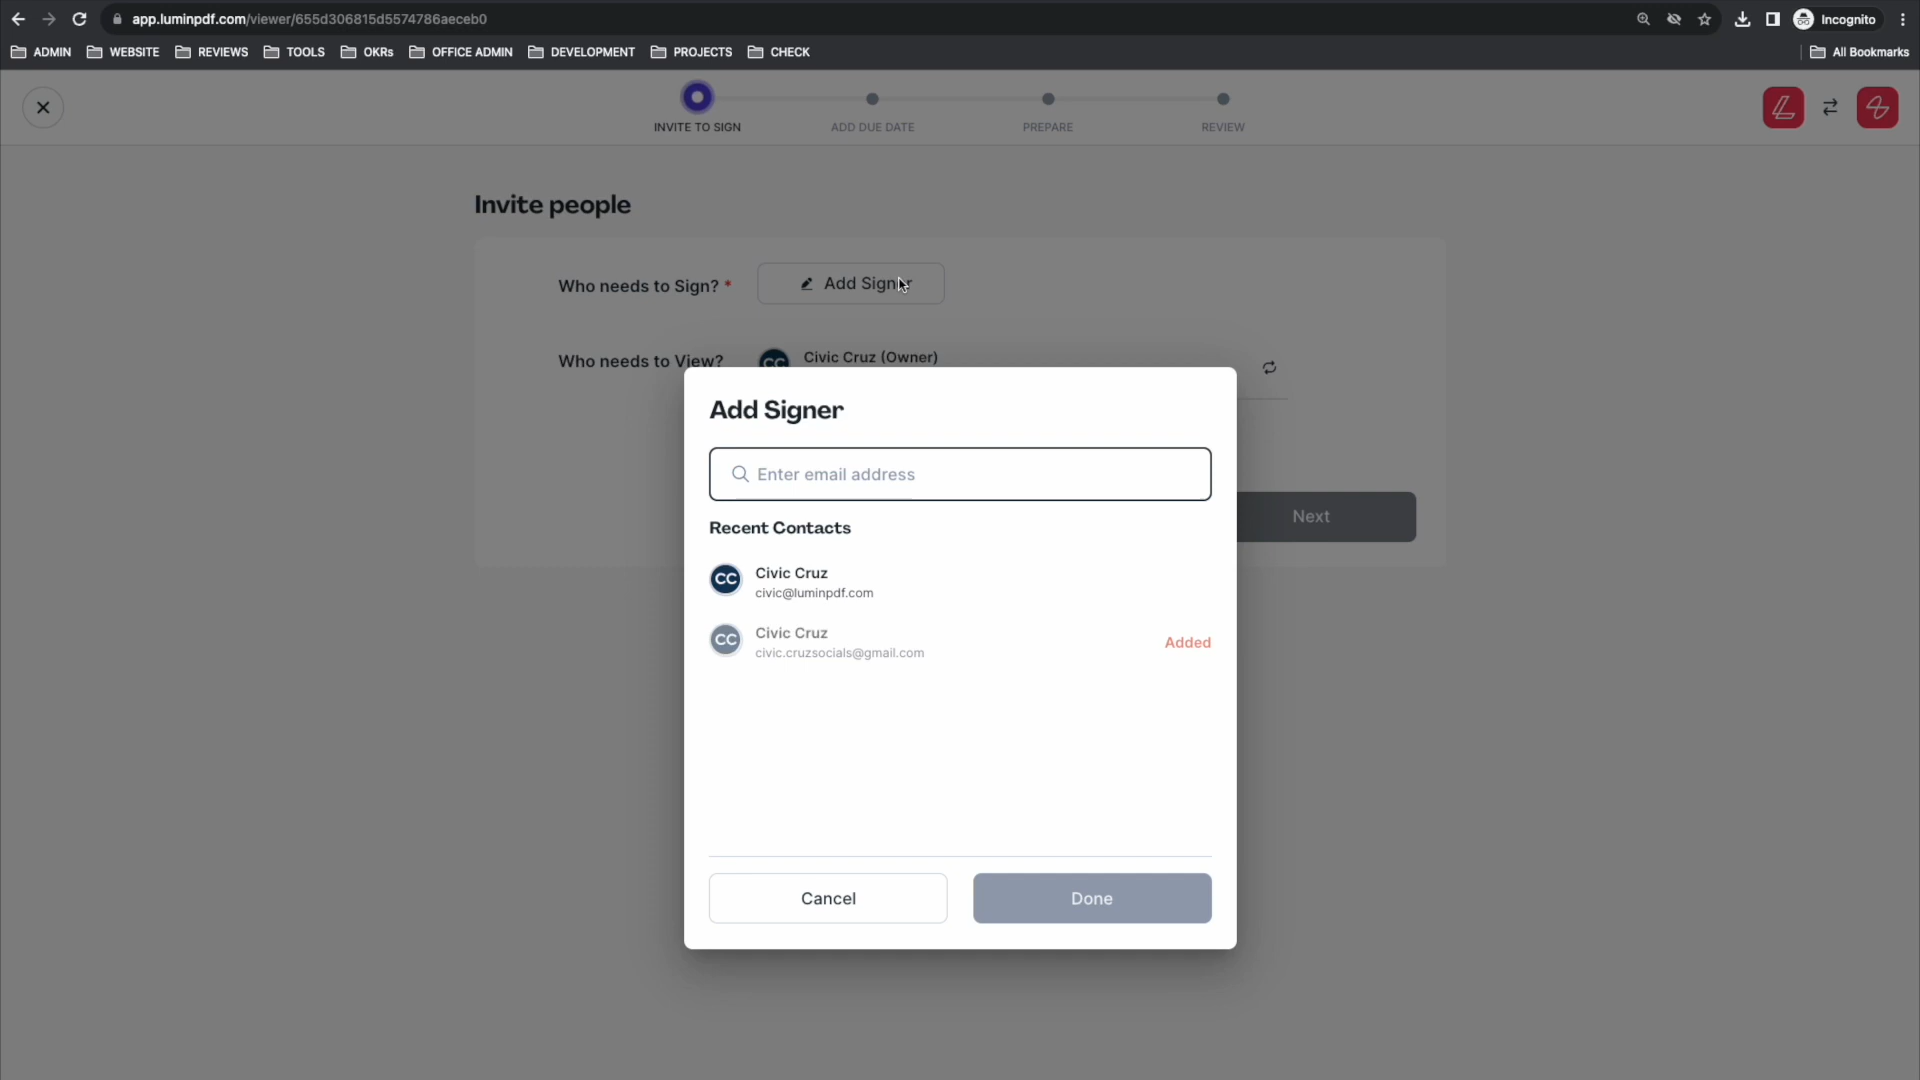 app.luminpdf.com/viewer/655d306815d5574786aeceb0
Incognito
ADMIN
WEBSITE
REVIEWS
TOOLS
OKRs
OFFICE ADMIN
DEVELOPMENT
PROJECTS
CHECK
All Bookmarks
INVITE TO SIGN
ADD DUE DATE
PREPARE
REVIEW
Invite people
Who needs to Sign? *
Add Signer
Who needs to View?
CC
Civic Cruz (Owner)
Next
Add Signer
Enter email address
Recent Contacts
CC
Civic Cruz
civic@luminpdf.com
CC
Civic Cruz
civic.cruzsocials@gmail.com
Added
Cancel
Done